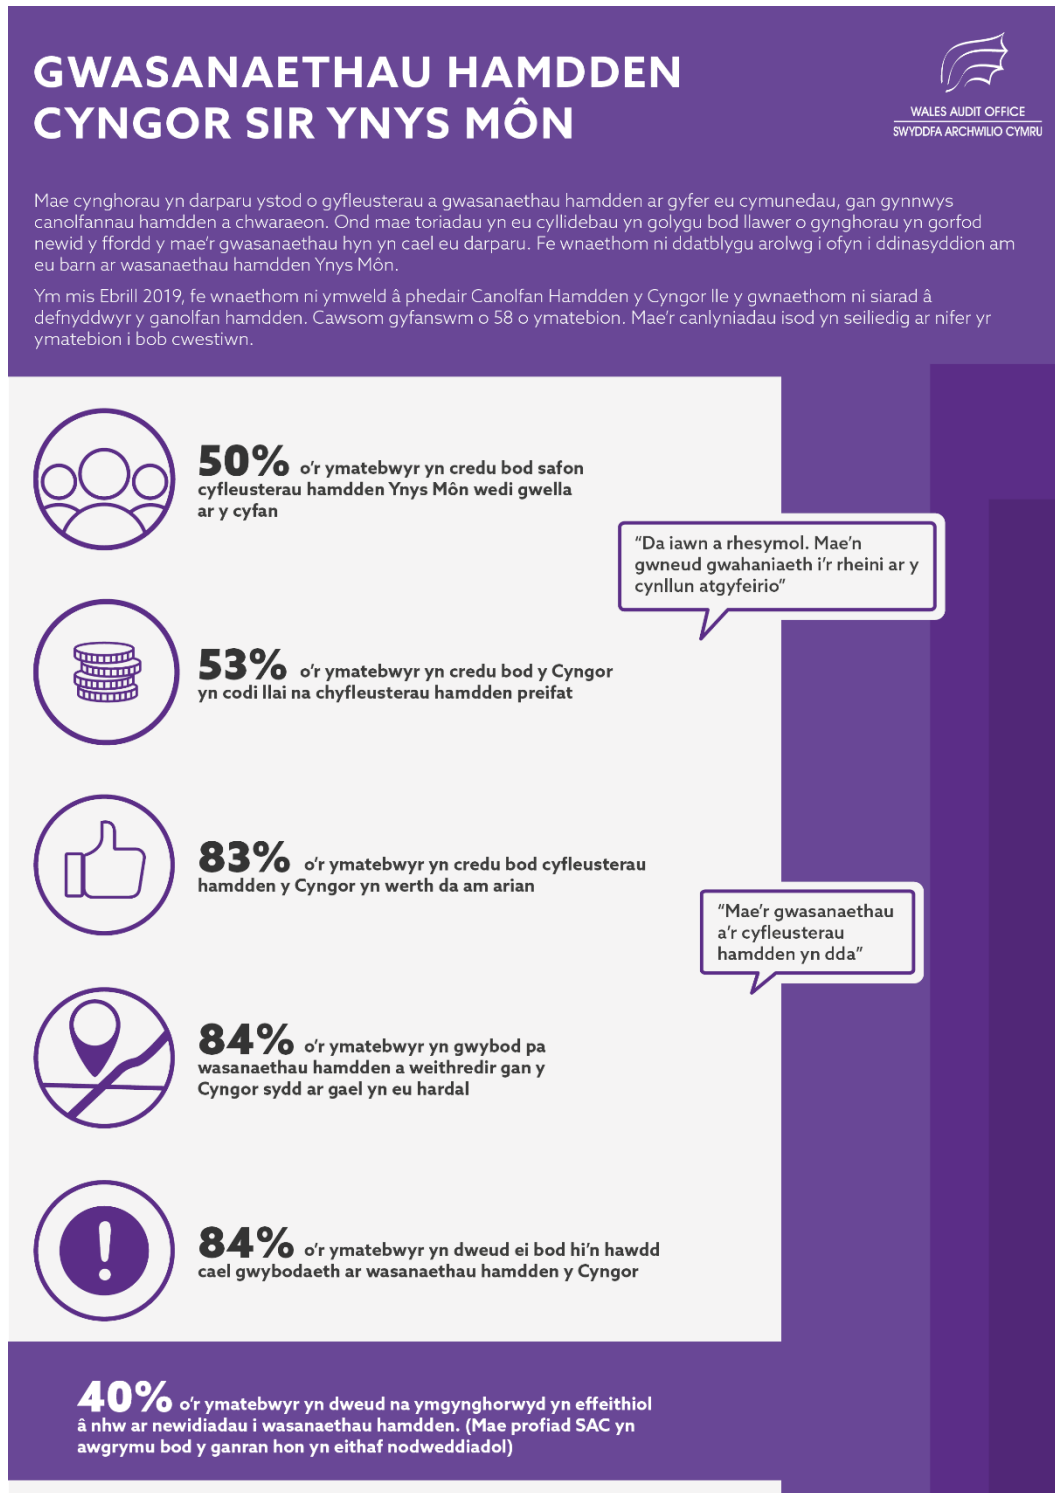 GWASANAETHAU HAMDDEN
CYNGOR SIR YNYS MÔN
WALES AUDIT OFFICE
SWYDDFA ARCHWILIO CYMRU
Mae cynghorau yn darparu ystod o gyfleusterau a gwasanaethau hamdden ar gyfer eu cymunedau, gan gynnwys
canolfannau hamdden a chwaraeon. Ond mae toriadau yn eu cyllidebau yn golygu bod llawer o gynghorau yn gorfod
newid y ffordd y mae'r gwasanaethau hyn yn cael eu darparu. Fe wnaethom ni ddatblygu arolwg i ofyn i ddinasyddion am
eu barn ar wasanaethau hamdden Ynys Môn.
Ym mis Ebrill 2019, fe wnaethom ni ymweld â phedair Canolfan Hamdden y Cyngor lle y gwnaethom ni siarad â
defnyddwyr y ganolfan hamdden. Cawsom gyfanswm o 58 o ymatebion. Mae'r canlyniadau isod yn seiliedig ar nifer yr
ymatebion i bob cwestiwn.
50% o'r ymatebwyr yn credu bod safon
cyfleusterau hamdden Ynys Môn wedi gwella
ar y cyfan
"Da iawn a rhesymol. Mae'n
gwneud gwahaniaeth i'r rheini ar y
cynllun atgyfeirio"
53% o'r ymatebwyr yn credu bod y Cyngor
yn codi llai na chyfleusterau hamdden preifat
83% o'r ymatebwyr yn credu bod cyfleusterau
hamdden y Cyngor yn werth da am arian
"Mae'r gwasanaethau
a'r cyfleusterau
hamdden yn dda"
84% o'r ymatebwyr yn gwybod pa
wasanaethau hamdden a weithredir gan y
Cyngor sydd ar gael yn eu hardal
84% o'r ymatebwyr yn dweud ei bod hi'n hawdd
cael gwybodaeth ar wasanaethau hamdden y Cyngor
40% o'r ymatebwyr yn dweud na ymgynghorwyd yn effeithiol
â nhw ar newidiadau i wasanaethau hamdden. (Mae profiad SAC yn
awgrymu bod y ganran hon yn eithaf nodweddiadol)